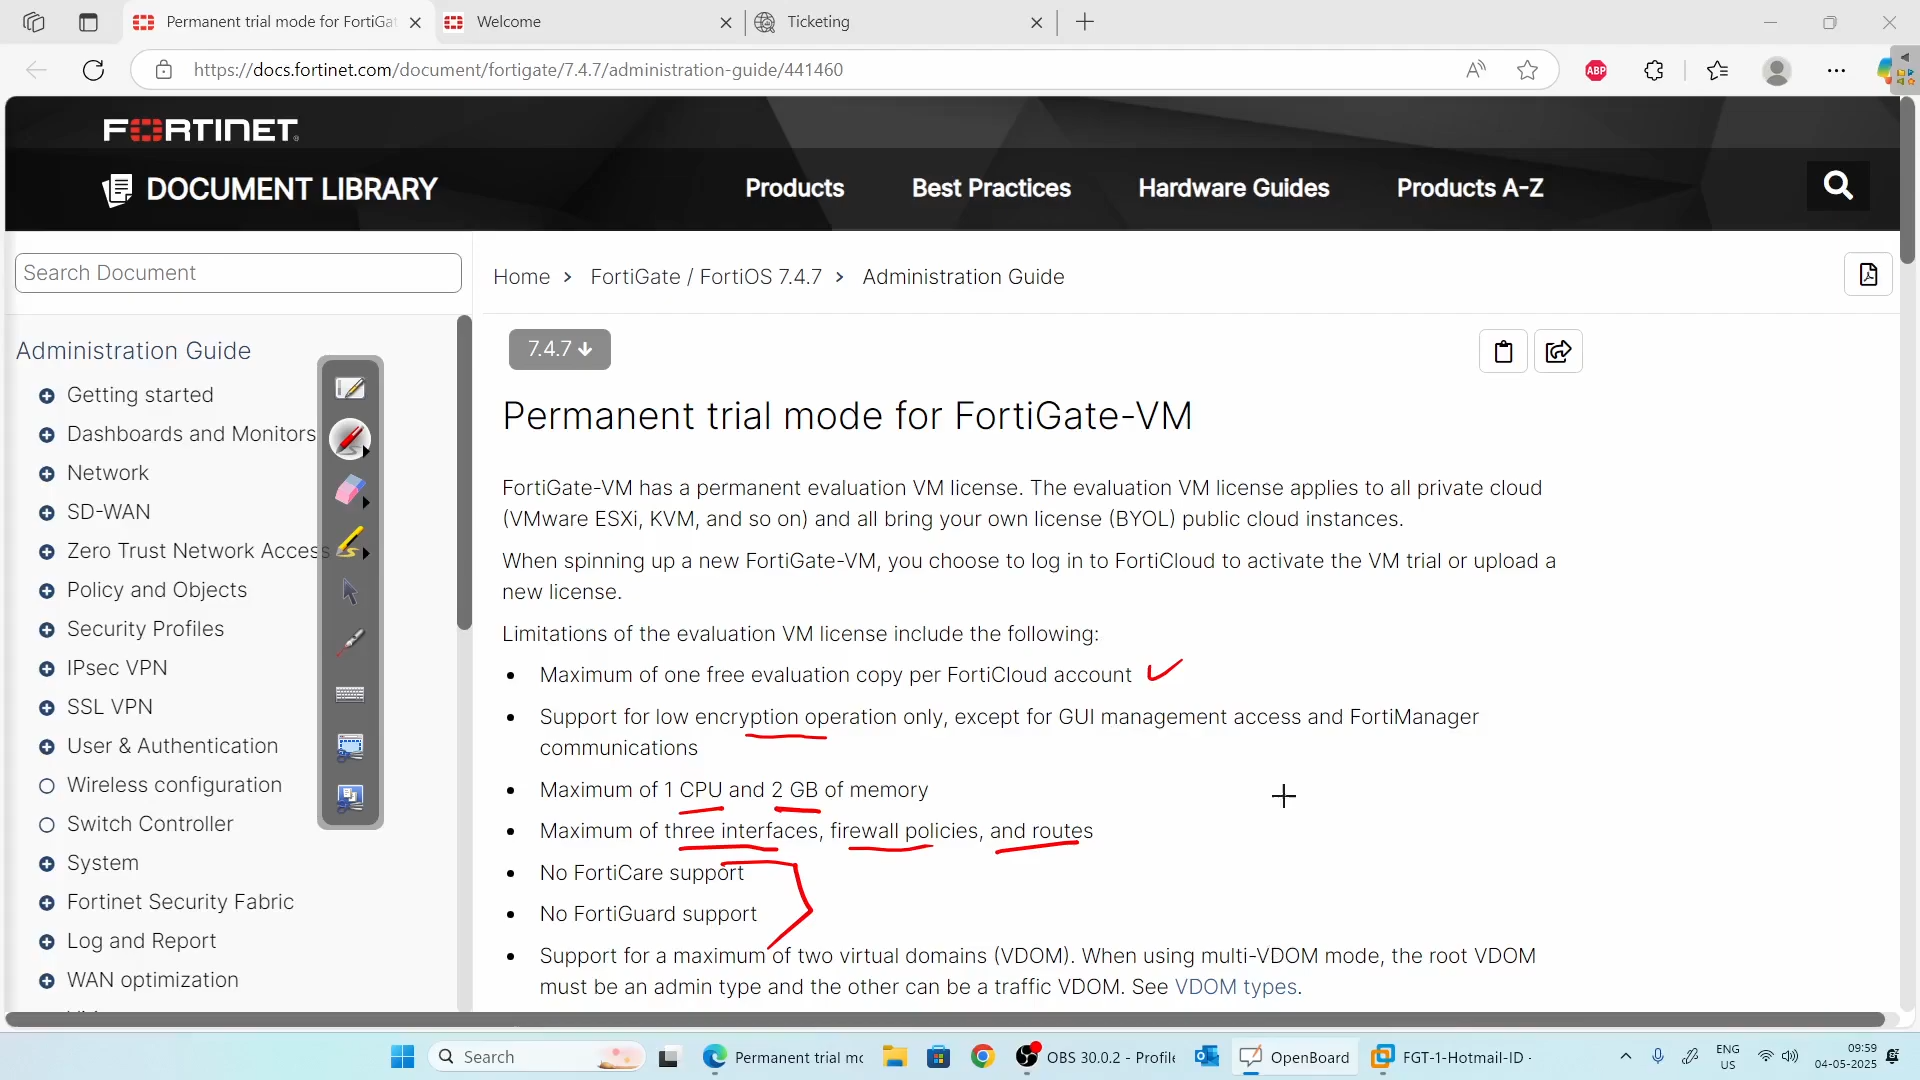 Permanent trial mode for FortiGat
Welcome
Ticketing
https://docs.fortinet.com/document/fortigate/7.4.7/administration-guide/441460
ABP
FORTINET
DOCUMENT LIBRARY
Products
Best Practices
Hardware Guides
Products A-Z
Search Document
Home > FortiGate / FortiOS 7.4.7 > Administration Guide
7.4.7
Administration Guide
Getting started
Dashboards and Monitors
Network
SD-WAN
Zero Trust Network Access
Policy and Objects
Security Profiles
IPsec VPN
SSL VPN
User & Authentication
Wireless configuration
Switch Controller
System
Fortinet Security Fabric
Log and Report
WAN optimization
Permanent trial mode for FortiGate-VM
FortiGate-VM has a permanent evaluation VM license. The evaluation VM license applies to all private cloud
(VMware ESXi, KVM, and so on) and all bring your own license (BYOL) public cloud instances.
When spinning up a new FortiGate-VM, you choose to log in to FortiCloud to activate the VM trial or upload a
new license.
Limitations of the evaluation VM license include the following:
• Maximum of one free evaluation copy per FortiCloud account
• Support for low encryption operation only, except for GUI management access and FortiManager
communications
• Maximum of 1 CPU and 2 GB of memory
• Maximum of three interfaces, firewall policies, and routes
• No FortiCare support
• No FortiGuard support
• Support for a maximum of two virtual domains (VDOM). When using multi-VDOM mode, the root VDOM
must be an admin type and the other can be a traffic VDOM. See VDOM types.
Search
Permanent trial mo
OBS 30.0.2 - Profile
OpenBoard
FGT-1-Hotmail-ID -
ENG
US
09:59
04-05-2025